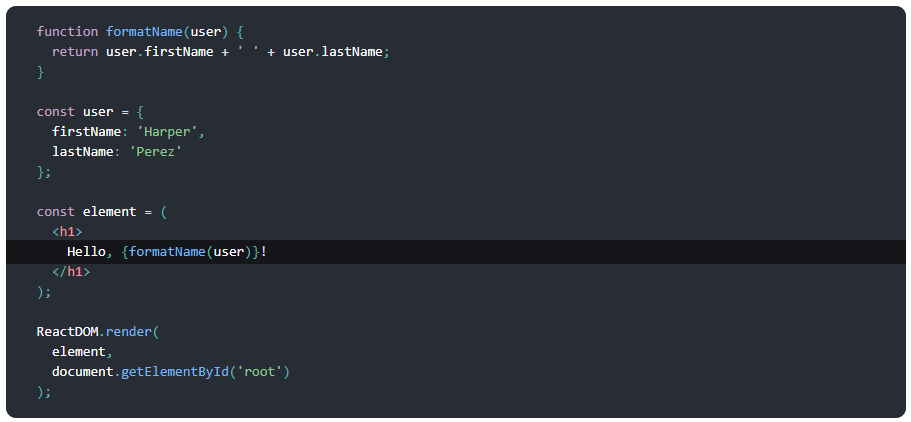 function formatName(user) {
  return user.firstName + ' ' + user.lastName;
}

const user = {
  firstName: 'Harper',
  lastName: 'Perez'
};

const element = (
  <h1>
    Hello, {formatName(user)}!
  </h1>
);

ReactDOM.render(
  element,
  document.getElementById('root')
);